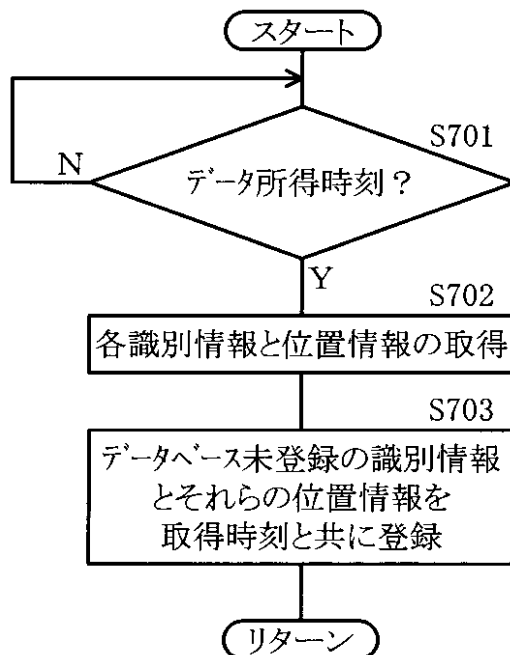 スタート
S701
N
データ所得時刻?
Y
S702
各識別情報と位置情報の取得
S703
データベース未登録の識別情報
とそれらの位置情報を
取得時刻と共に登録
リターン